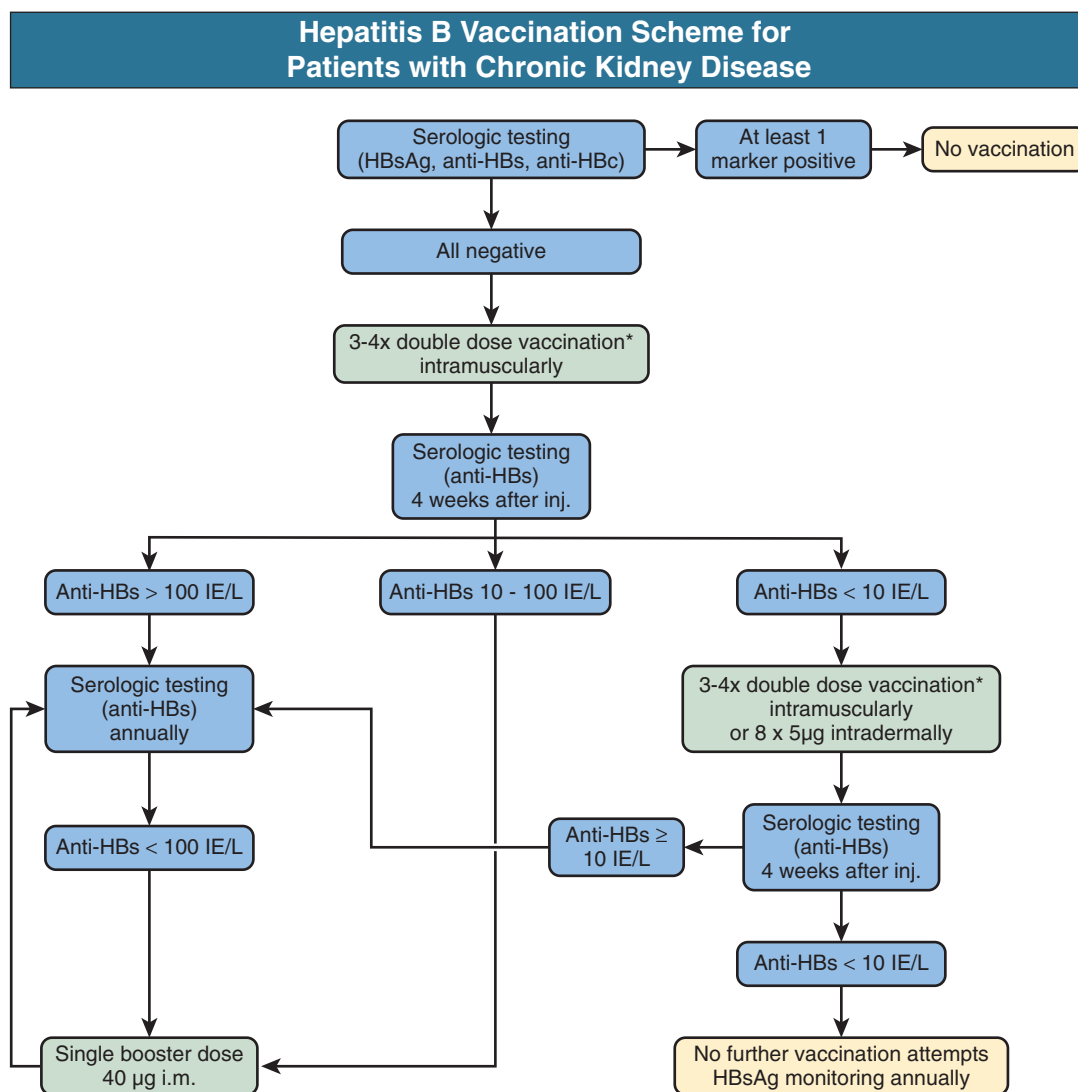 Hepatitis B Vaccination Scheme for
Patients with Chronic Kidney Disease
Serologic testing
(HBsAg, anti-HBs, anti-HBc)
At least 1
marker positive
No vaccination
All negative
3-4x double dose vaccination*
intramuscularly
Serologic testing
(anti-HBs)
4 weeks after inj.
Anti-HBs > 100 IE/L
Anti-HBs 10 - 100 IE/L
Anti-HBs < 10 IE/L
Serologic testing
(anti-HBs)
annually
3-4x double dose vaccination*
intramuscularly
or 8 x 5µg intradermally
Anti-HBs < 100 IE/L
Anti-HBs ≥
10 IE/L
Serologic testing
(anti-HBs)
4 weeks after inj.
Anti-HBs < 10 IE/L
Single booster dose
40 µg i.m.
No further vaccination attempts
HBsAg monitoring annually